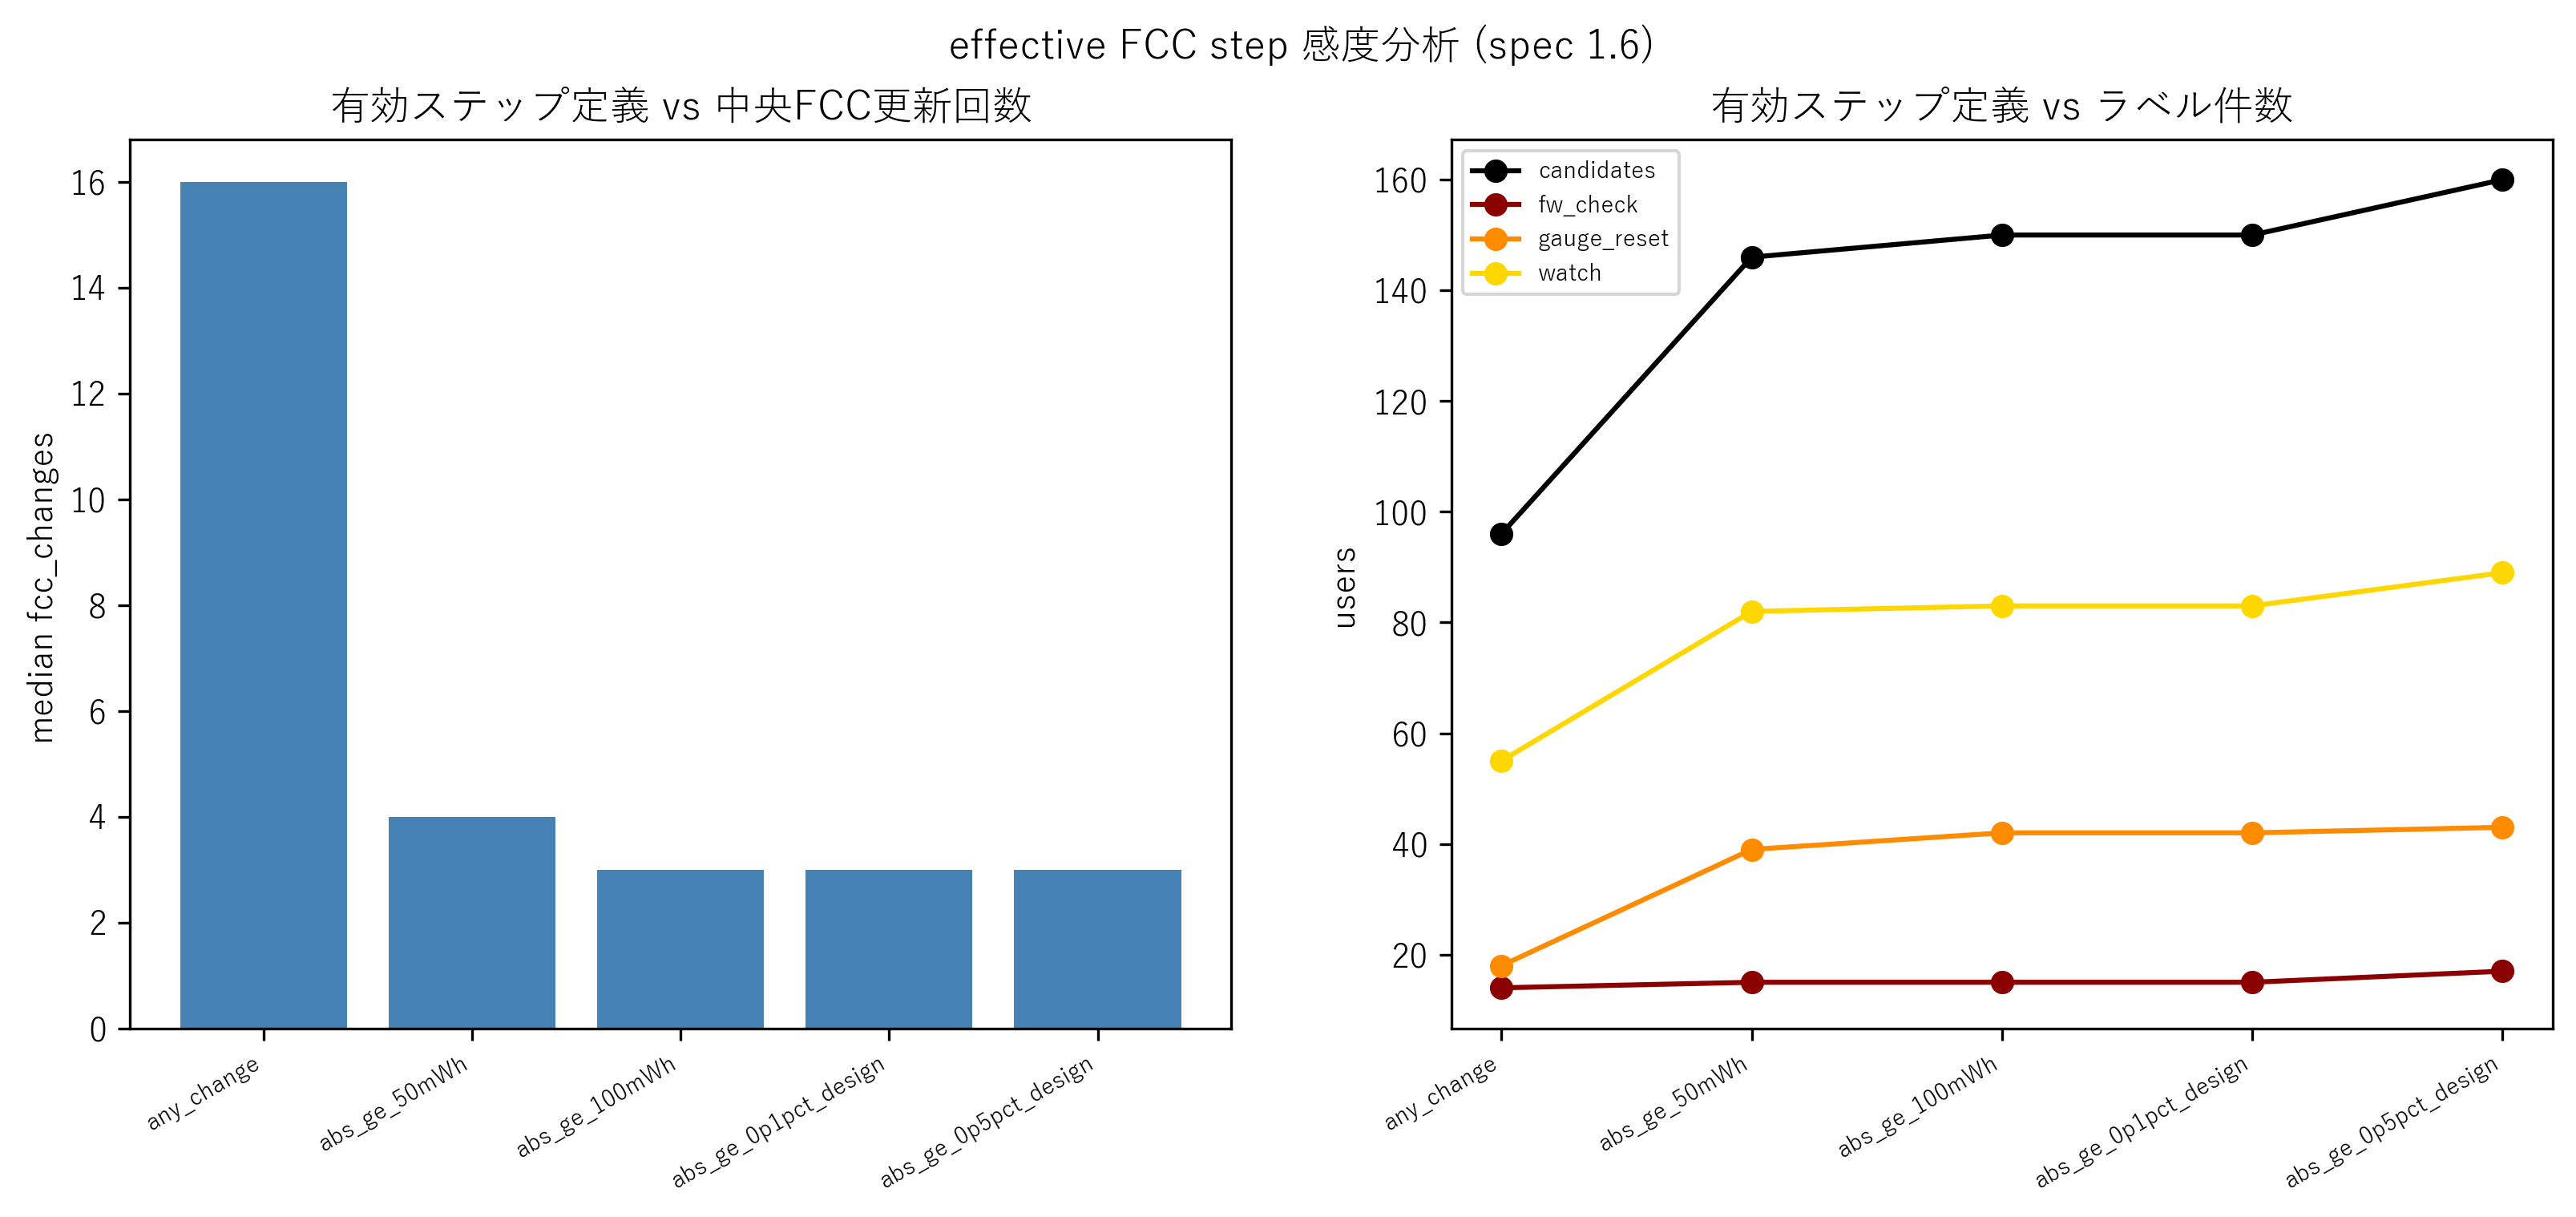 effective FCC step 感度分析 (spec 1.6)
有効ステップ定義 vs 中央FCC更新回数
median fcc_changes
16
14
12
10
8
6
4
2
0
any_change
abs_ge_50mWh
abs_ge_100mWh
abs_ge_0p1pct_design
abs_ge_0p5pct_design
有効ステップ定義 vs ラベル件数
users
160
140
120
100
80
60
40
20
candidates
fw_check
gauge_reset
watch
any_change
abs_ge_50mWh
abs_ge_100mWh
abs_ge_0p1pct_design
abs_ge_0p5pct_design